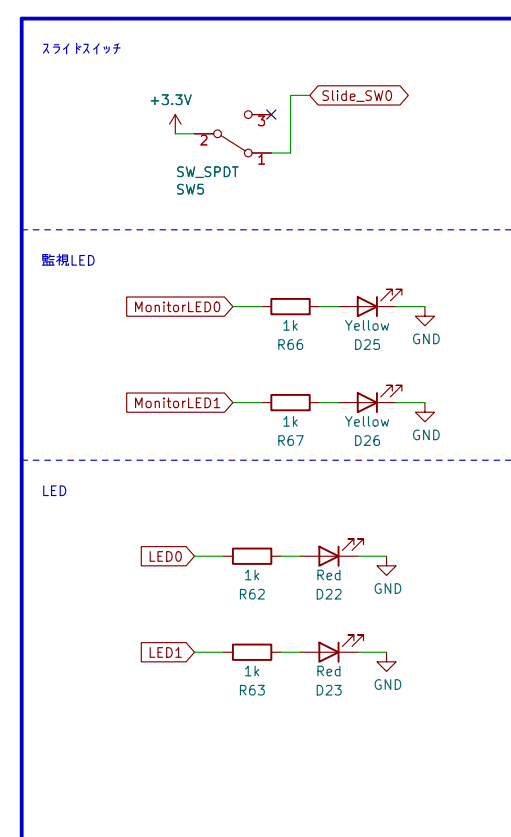 スライドスイッチ
+3.3V
Slide_SW0
3
2
1
SW_SPDT
SW5
監視LED
MonitorLED0
1k
R66
Yellow
D25
GND
MonitorLED1
1k
R67
Yellow
D26
GND
LED
LED0
1k
R62
Red
D22
GND
LED1
1k
R63
Red
D23
GND